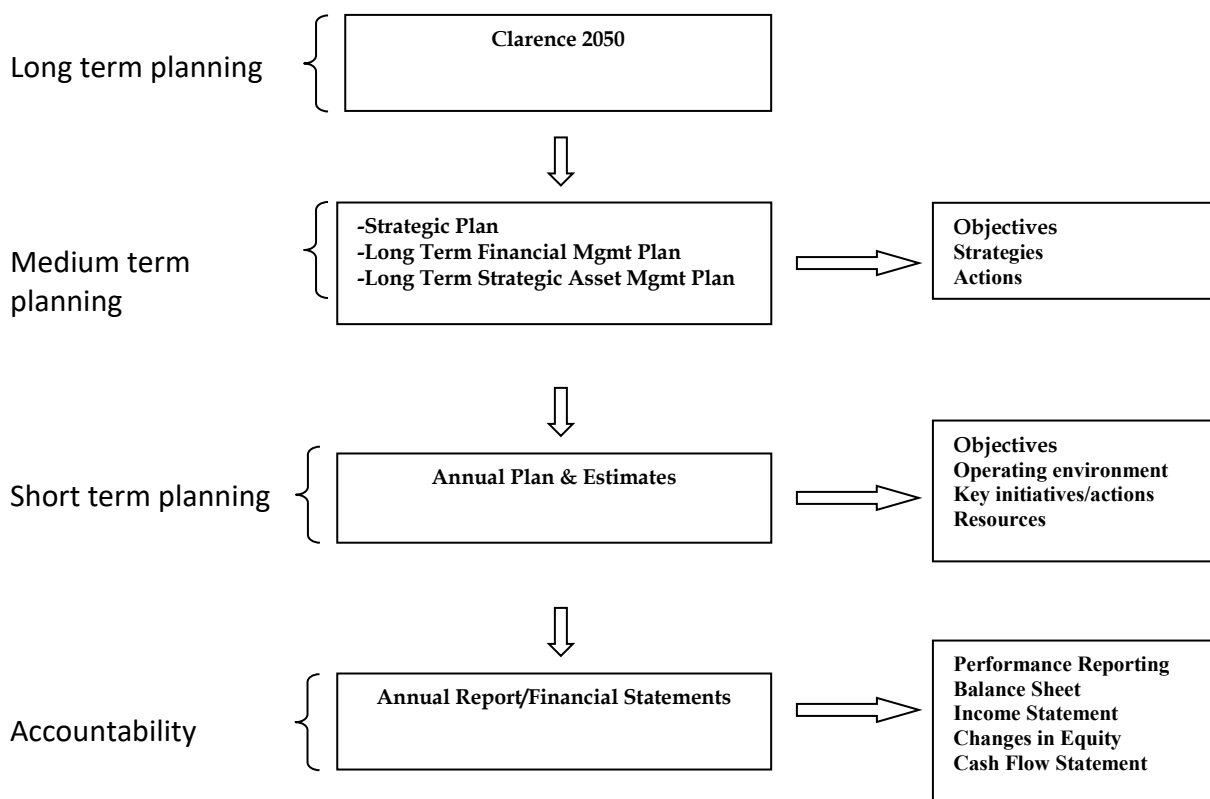 Long term planning
Clarence 2050
Medium term
planning
-Strategic Plan
-Long Term Financial Mgmt Plan
-Long Term Strategic Asset Mgmt Plan
Objectives
Strategies
Actions
Short term planning
Annual Plan & Estimates
Objectives
Operating environment
Key initiatives/actions
Resources
Accountability
Annual Report/Financial Statements
Performance Reporting
Balance Sheet
Income Statement
Changes in Equity
Cash Flow Statement